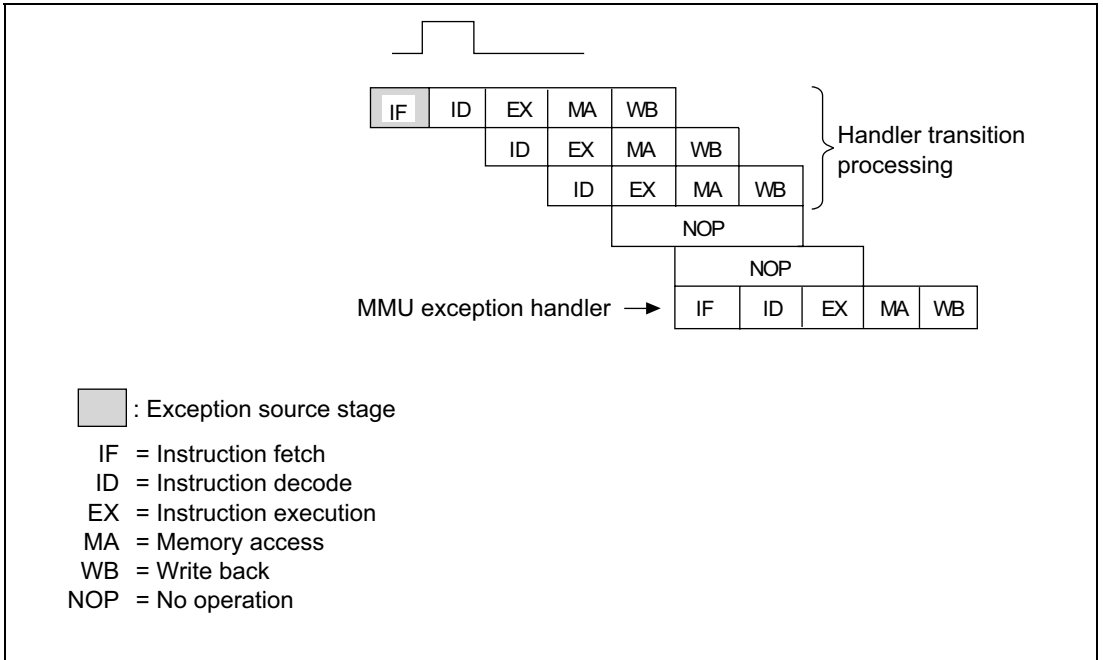 IF ID EX MA WB
ID EX MA WB
ID EX MA WB
Handler transition
processing
NOP
NOP
MMU exception handler IF ID EX MA WB
: Exception source stage
IF = Instruction fetch
ID = Instruction decode
EX = Instruction execution
MA = Memory access
WB = Write back
NOP = No operation